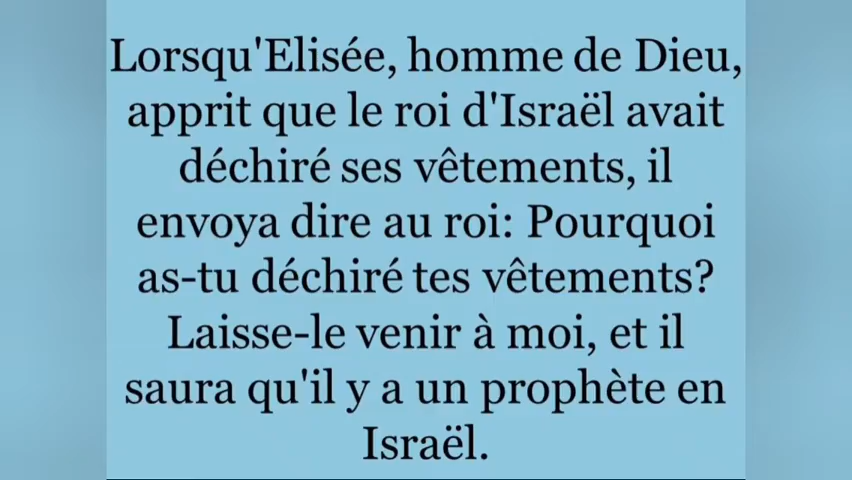 Lorsqu'Elisée, homme de Dieu,
apprit que le roi d'Israël avait
déchiré ses vêtements, il
envoya dire au roi: Pourquoi
as-tu déchiré tes vêtements?
Laisse-le venir à moi, et il
saura qu'il y a un prophète en
Israël.